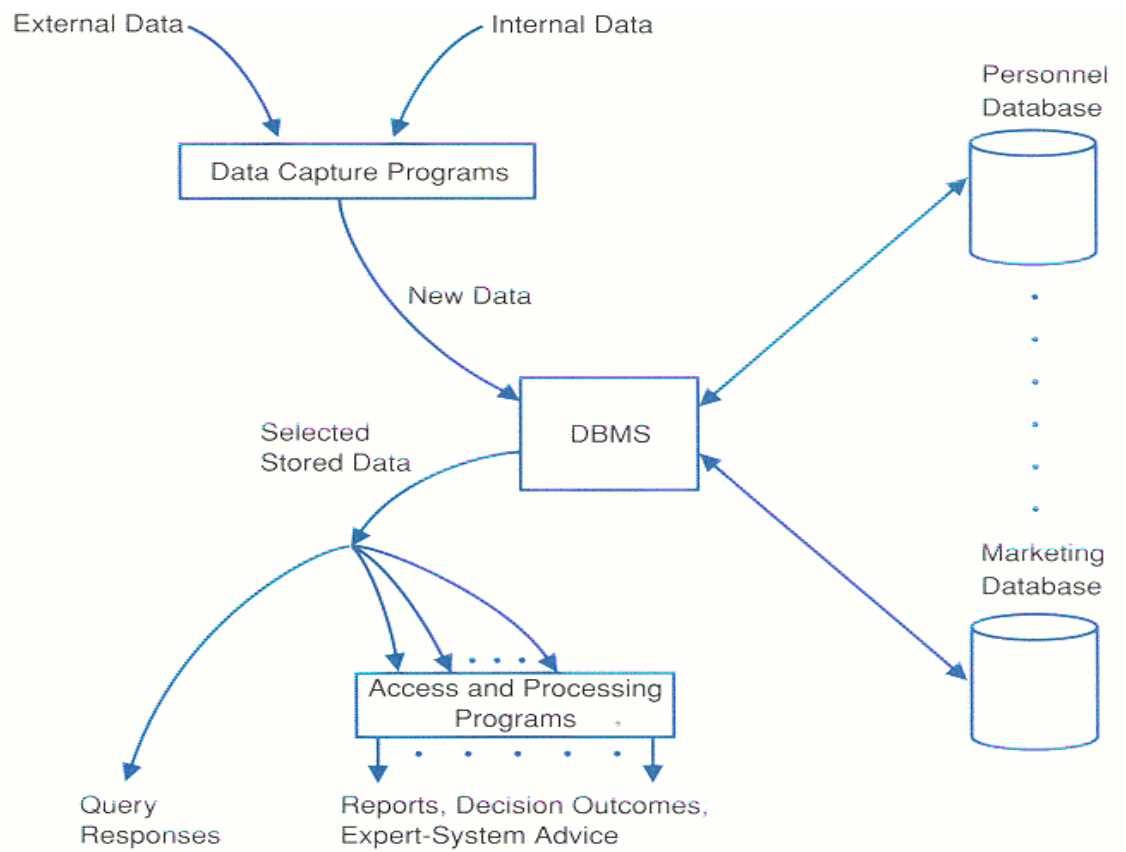 External Data
Internal Data
Personnel
Database
Data Capture Programs
New Data
DBMS
Selected
Stored Data
Marketing
Database
Access and Processing
Programs
Query
Responses
Reports, Decision Outcomes,
Expert-System Advice